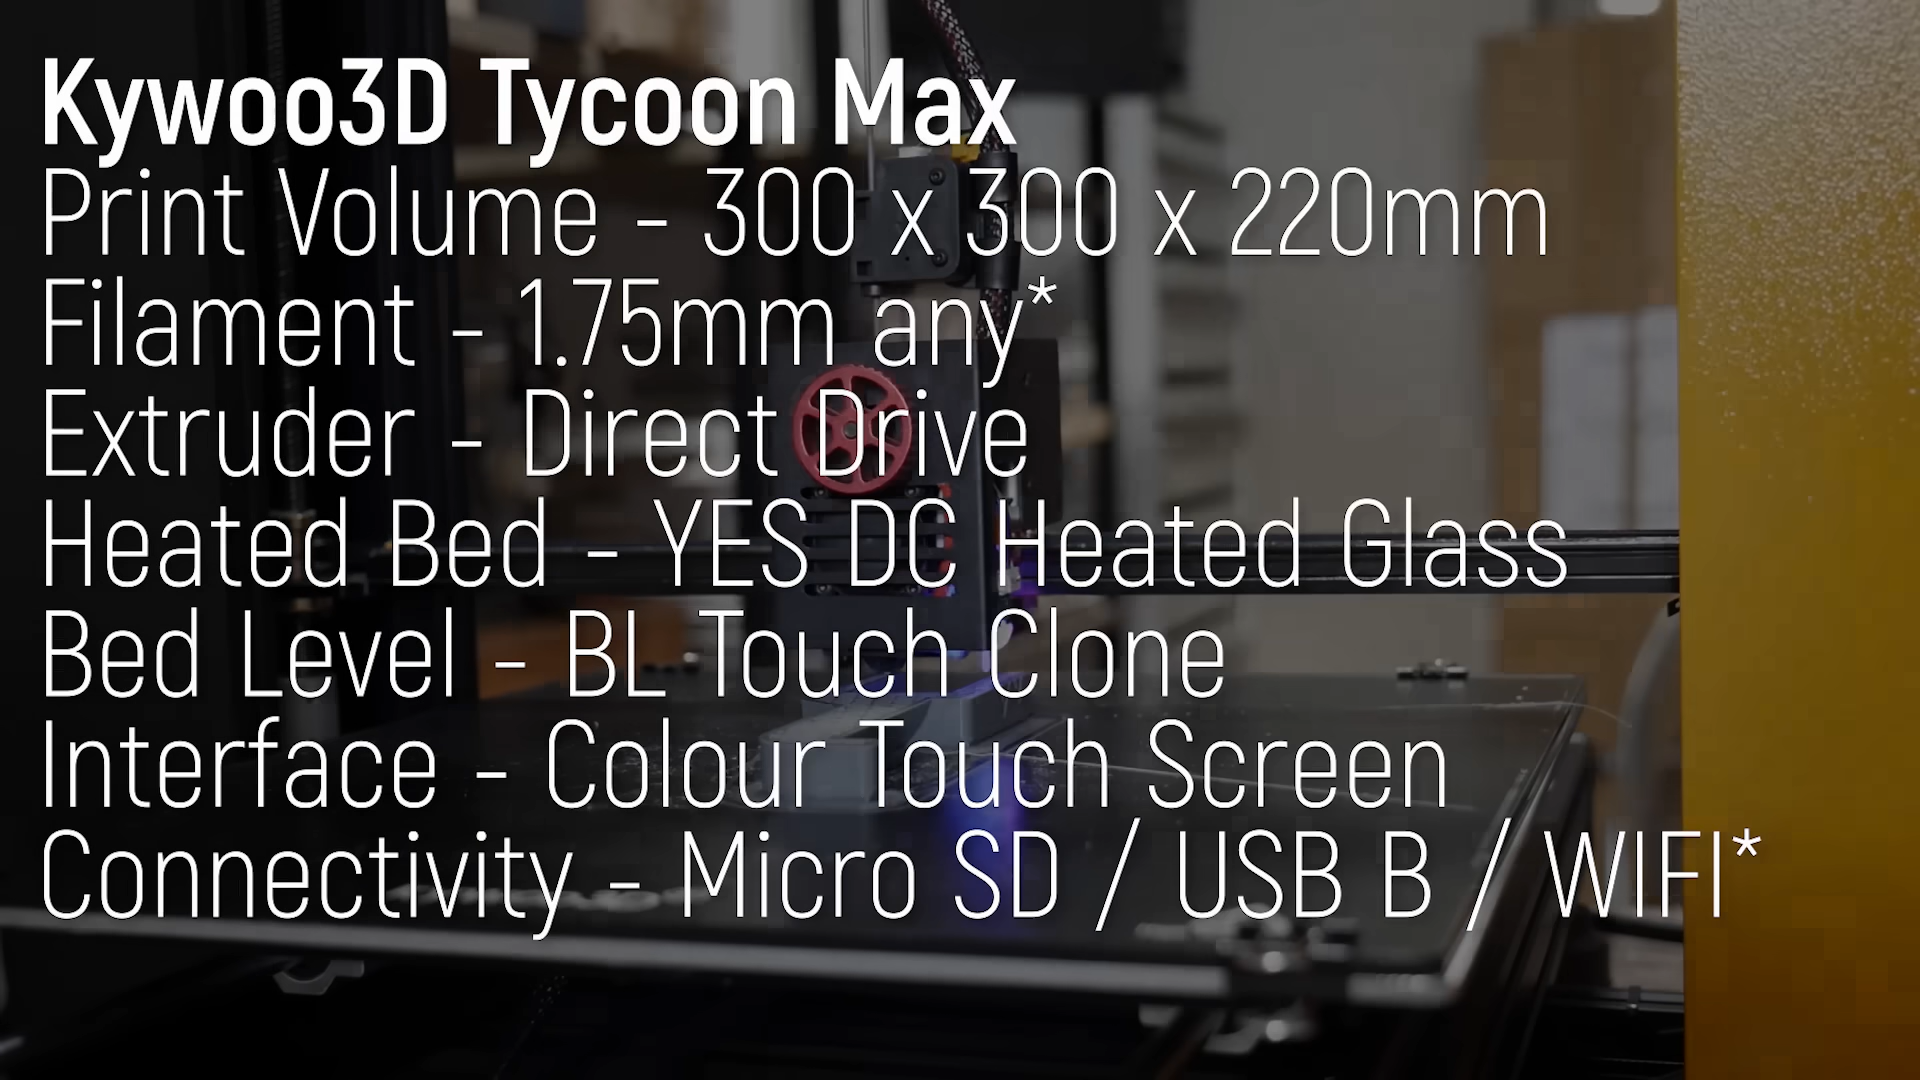 Kywoo3D Tycoon Max
Print Volume - 300 x 300 x 220mm
Filament - 1.75mm any*
Extruder - Direct Drive
Heated Bed - YES DC Heated Glass
Bed Level - BL Touch Clone
Interface - Colour Touch Screen
Connectivity - Micro SD / USB B / WIFI*